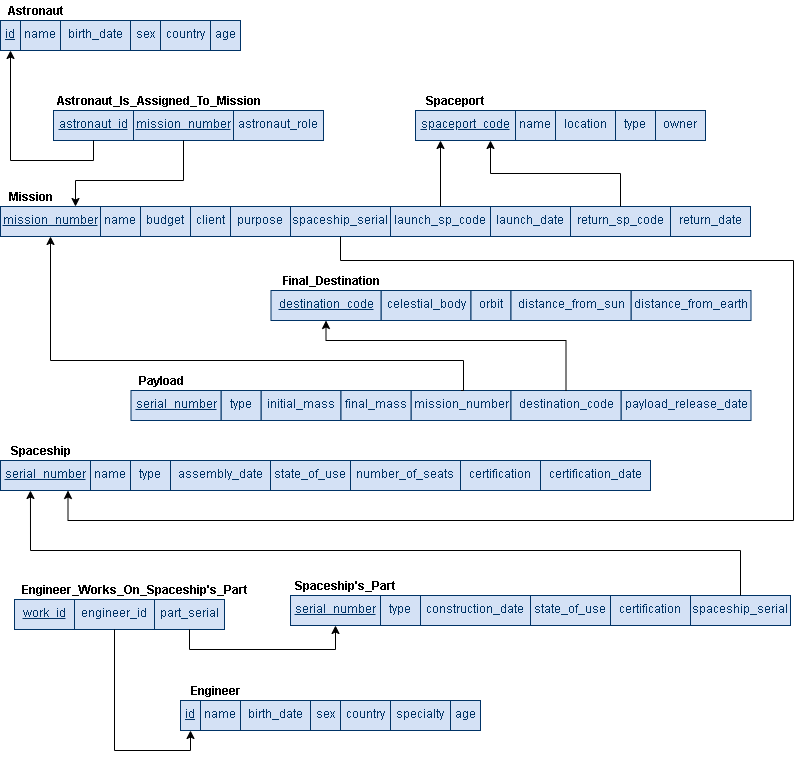 Astronaut
id name birth_date sex country age
Astronaut_Is_Assigned_To_Mission
astronaut_id mission_number astronaut_role
Spaceport
spaceport_code name location type owner
Mission
mission_number name budget client purpose spaceship_serial launch_sp_code launch_date return_sp_code return_date
Final_Destination
destination_code celestial_body orbit distance_from_sun distance_from_earth
Payload
serial_number type initial_mass final_mass mission_number destination_code payload_release_date
Spaceship
serial_number name type assembly_date state_of_use number_of_seats certification certification_date
Engineer_Works_On_Spaceship's_Part
work_id engineer_id part_serial
Spaceship's_Part
serial_number type construction_date state_of_use certification spaceship_serial
Engineer
id name birth_date sex country specialty age